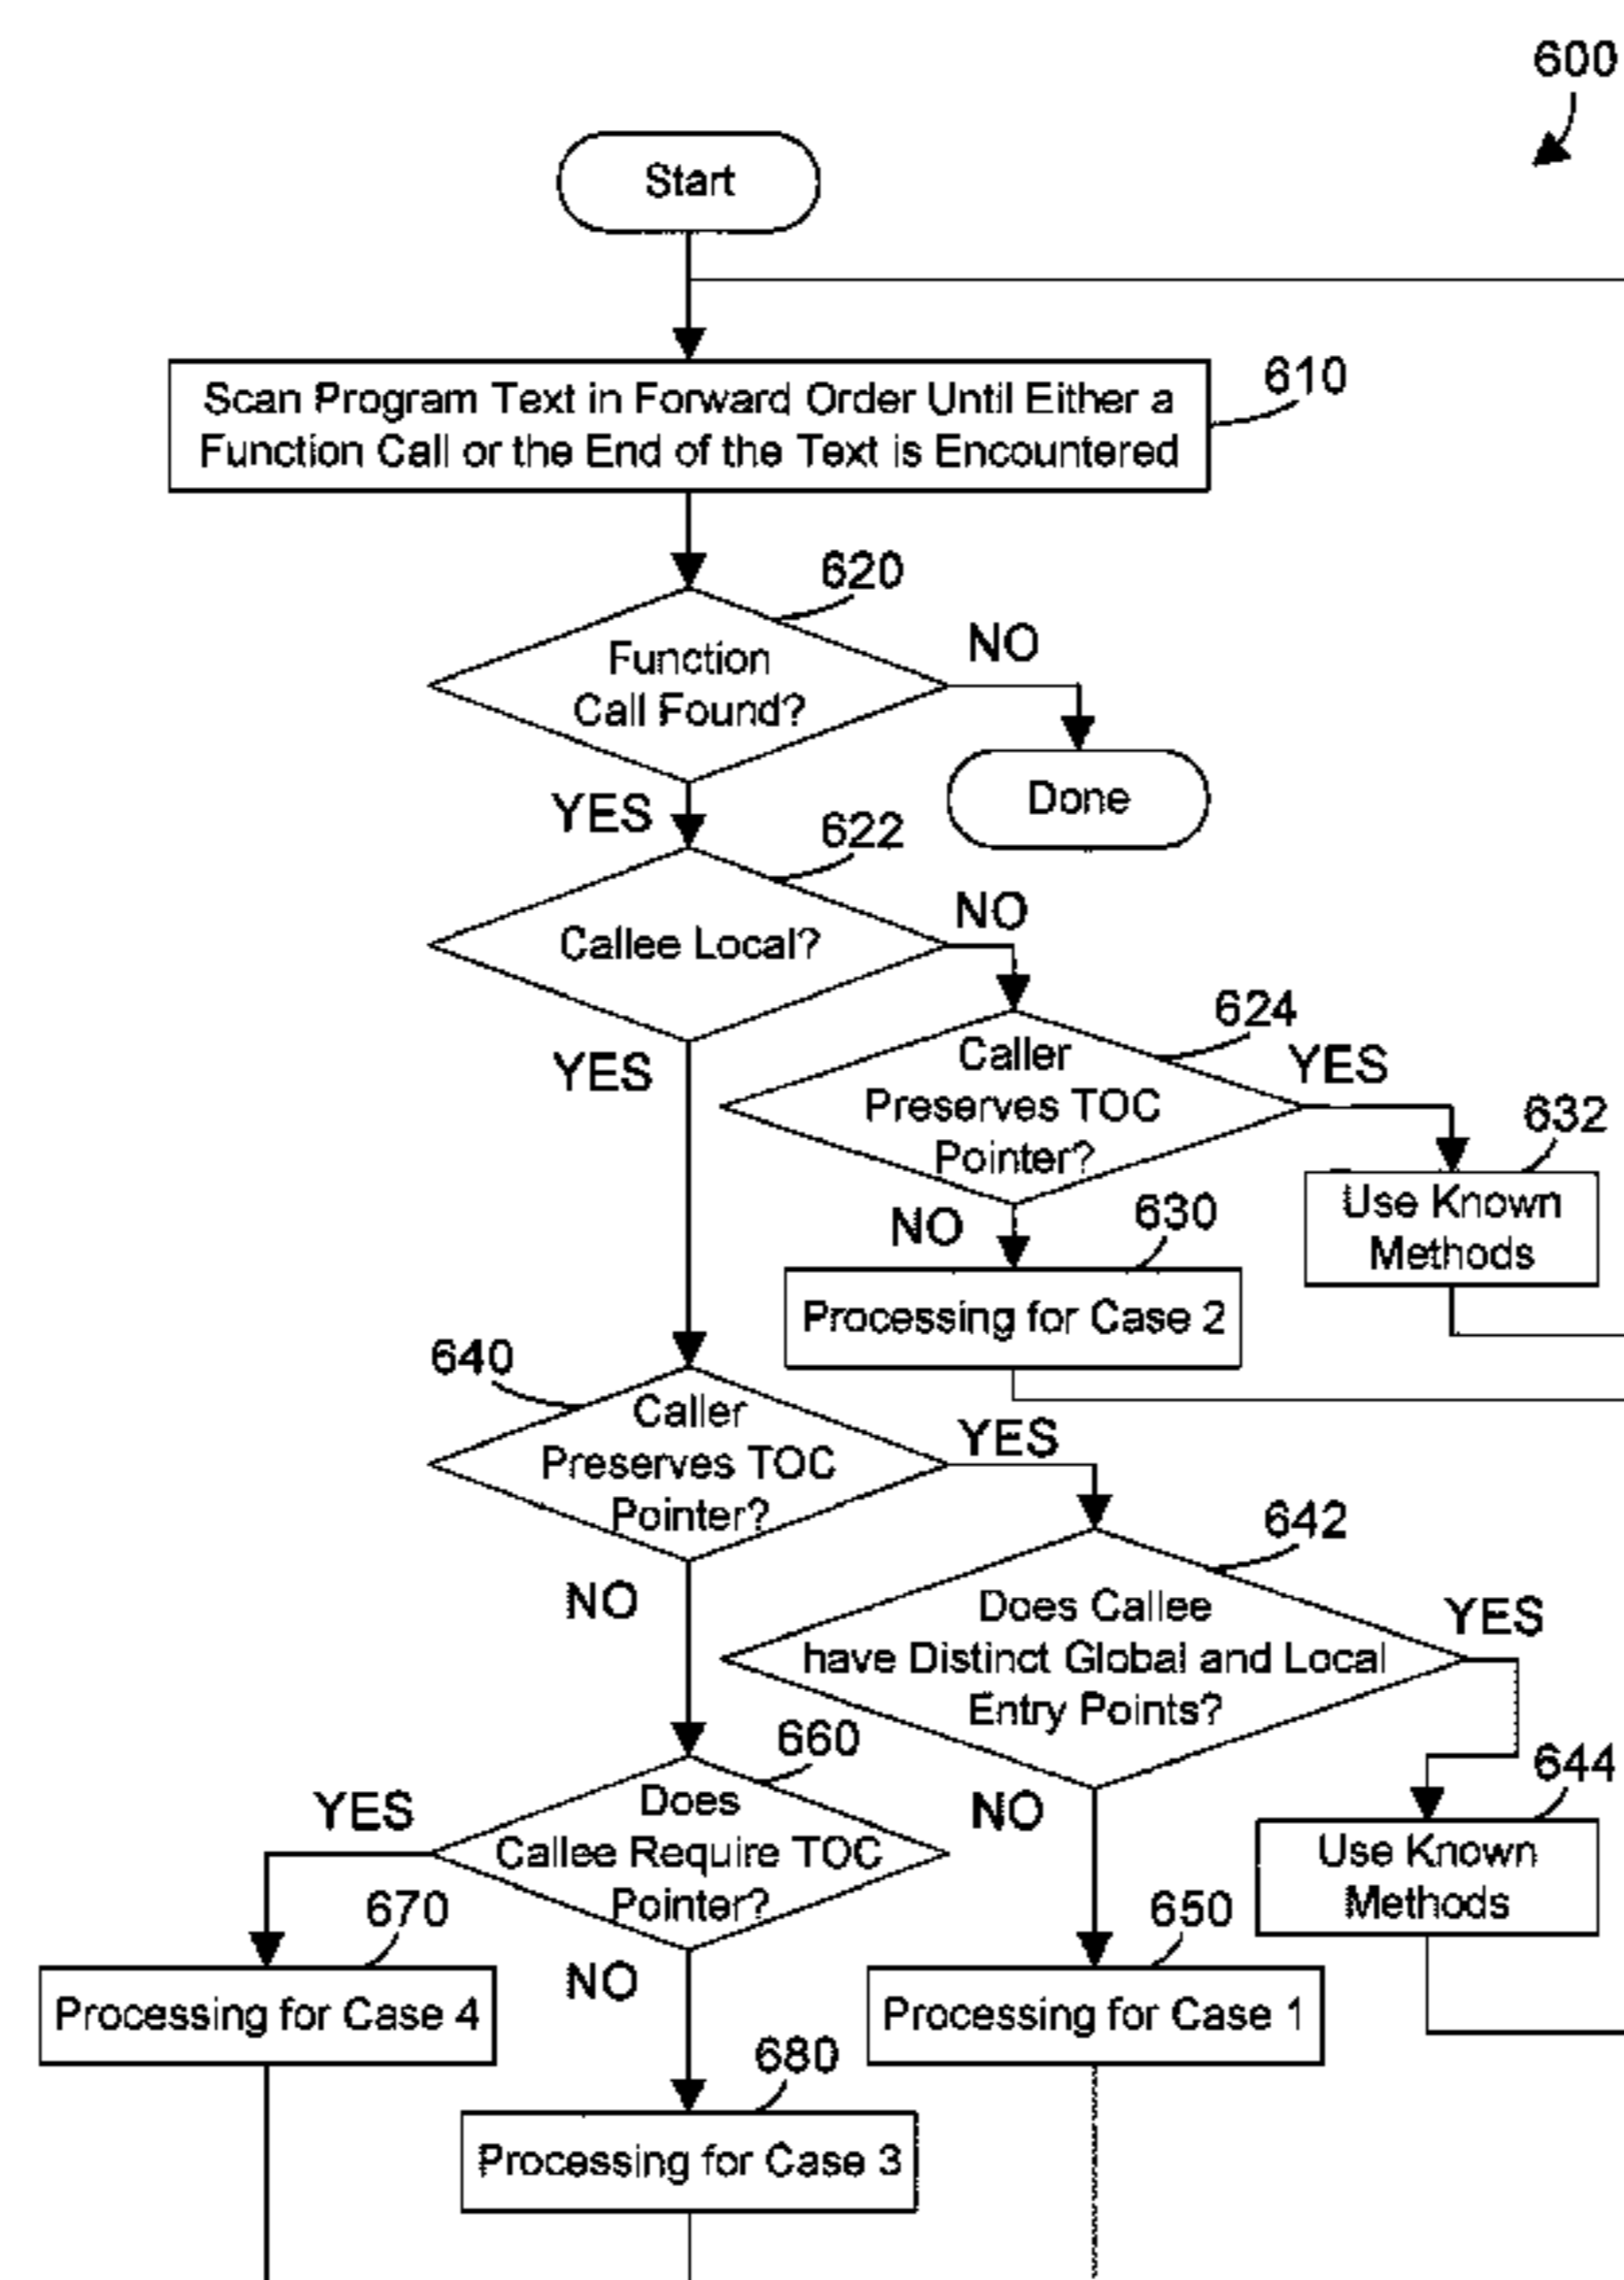 600
Start
Scan Program Text in Forward Order Until Either a
Function Call or the End of the Text is Encountered
610
620
Function
Call Found?
NO
Done
YES
622
Callee Local?
NO
YES
624
Caller
Preserves TOC
Pointer?
YES
632
Use Known
Methods
NO
630
Processing for Case 2
640
Caller
Preserves TOC
Pointer?
YES
NO
642
Does Callee
have Distinct Global and Local
Entry Points?
YES
644
Use Known
Methods
NO
650
Processing for Case 1
660
Does
Callee Require TOC
Pointer?
YES
670
Processing for Case 4
NO
680
Processing for Case 3